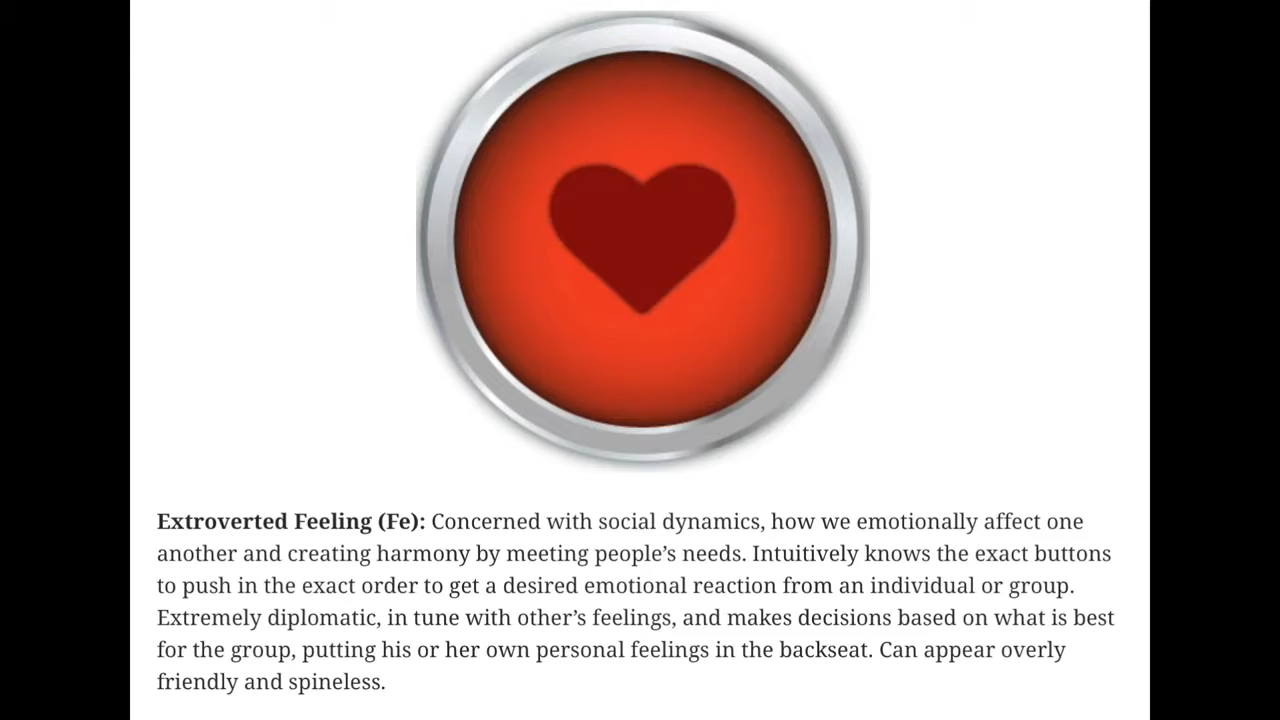 Extroverted Feeling (Fe): Concerned with social dynamics, how we emotionally affect one
another and creating harmony by meeting people’s needs. Intuitively knows the exact buttons
to push in the exact order to get a desired emotional reaction from an individual or group.
Extremely diplomatic, in tune with other’s feelings, and makes decisions based on what is best
for the group, putting his or her own personal feelings in the backseat. Can appear overly
friendly and spineless.